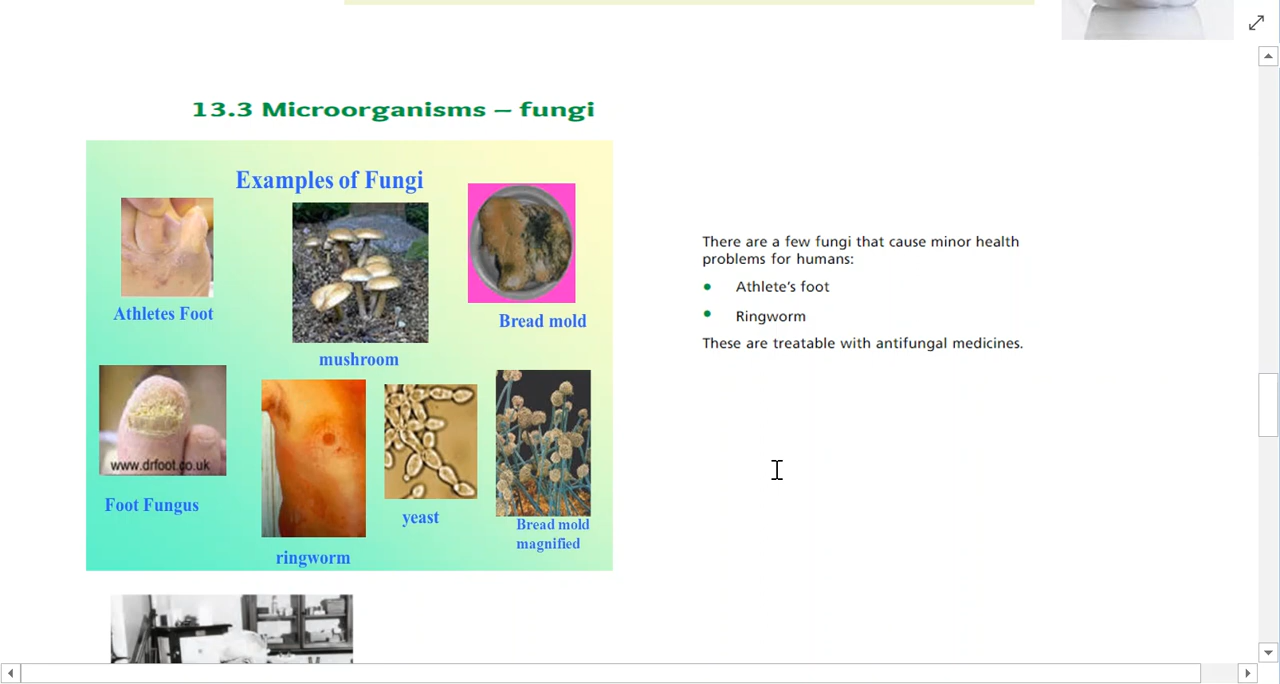 13.3 Microorganisms – fungi
Examples of Fungi
Athletes Foot
mushroom
Bread mold
www.drfoot.co.uk
Foot Fungus
ringworm
yeast
Bread mold
magnified
There are a few fungi that cause minor health
problems for humans:
• Athlete's foot
• Ringworm
These are treatable with antifungal medicines.